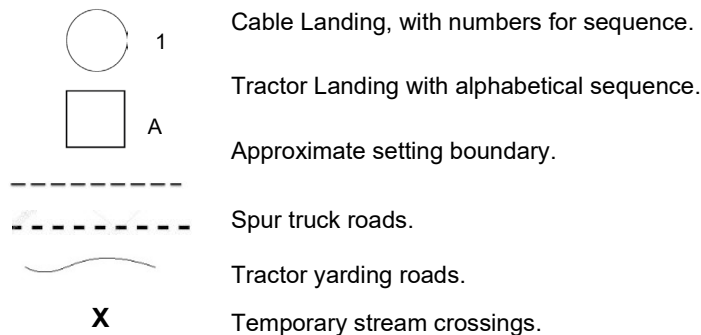 1 Cable Landing, with numbers for sequence.
A Tractor Landing with alphabetical sequence.
Approximate setting boundary.
Spur truck roads.
Tractor yarding roads.
X Temporary stream crossings.